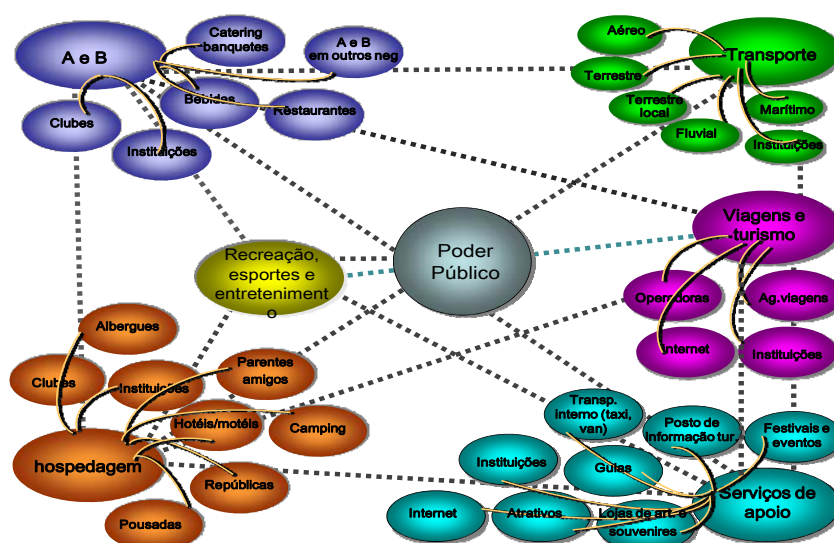 A e B
Catering
banquetes
A e B
em outros neg
Bebidas
Restaurantes
Clubes
Instituições
Aéreo
Transporte
Terrestre
Terrestre
local
Marítimo
Fluvial
Instituições
Viagens e
turismo
Operadoras
Ag.viagens
Internet
Instituições
Poder
Público
Recreação,
esportes e
entreteniment
o
Albergues
Clubes
Instituições
Parentes
amigos
Hotéis/motéis
Camping
hospedagem
Repúblicas
Pousadas
Transp.
interno (taxi,
van)
Posto de
Informação tur.
Festivais e
eventos
Instituições
Guias
Serviços de
apoio
Internet
Atrativos
Lojas de art. e
souvenires